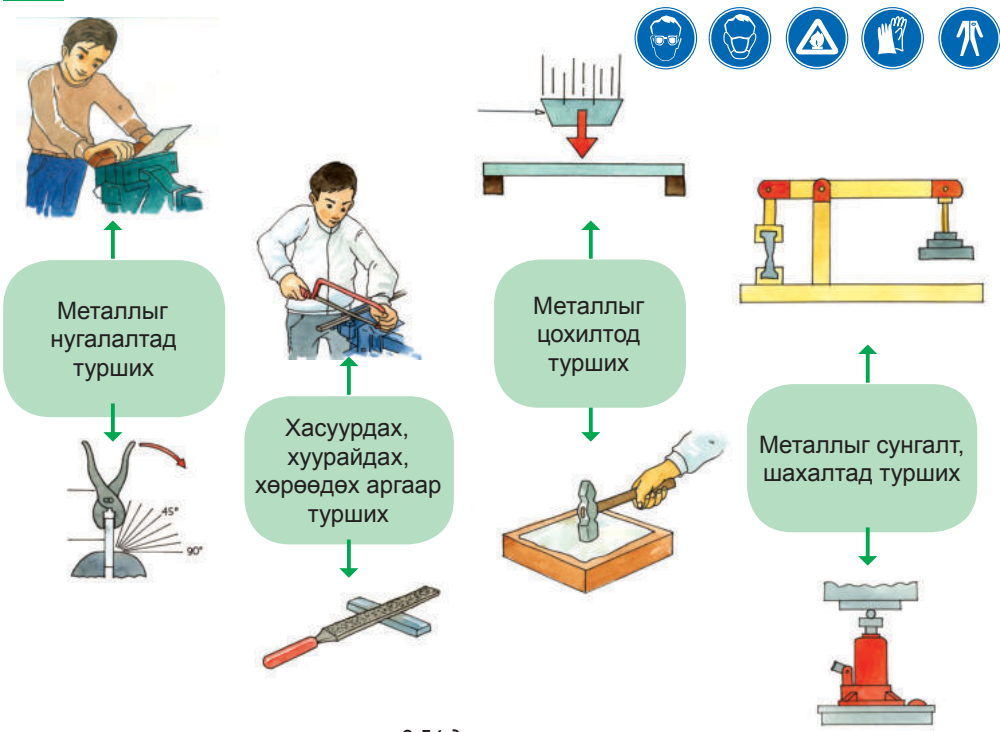 Металлыг
нугалалтад
турших
Хасуурдах,
хуурайдах,
хөрөөдөх аргаар
турших
Металлыг
цохилтод
турших
Металлыг сунгалт,
шахалтад турших
45°
90°